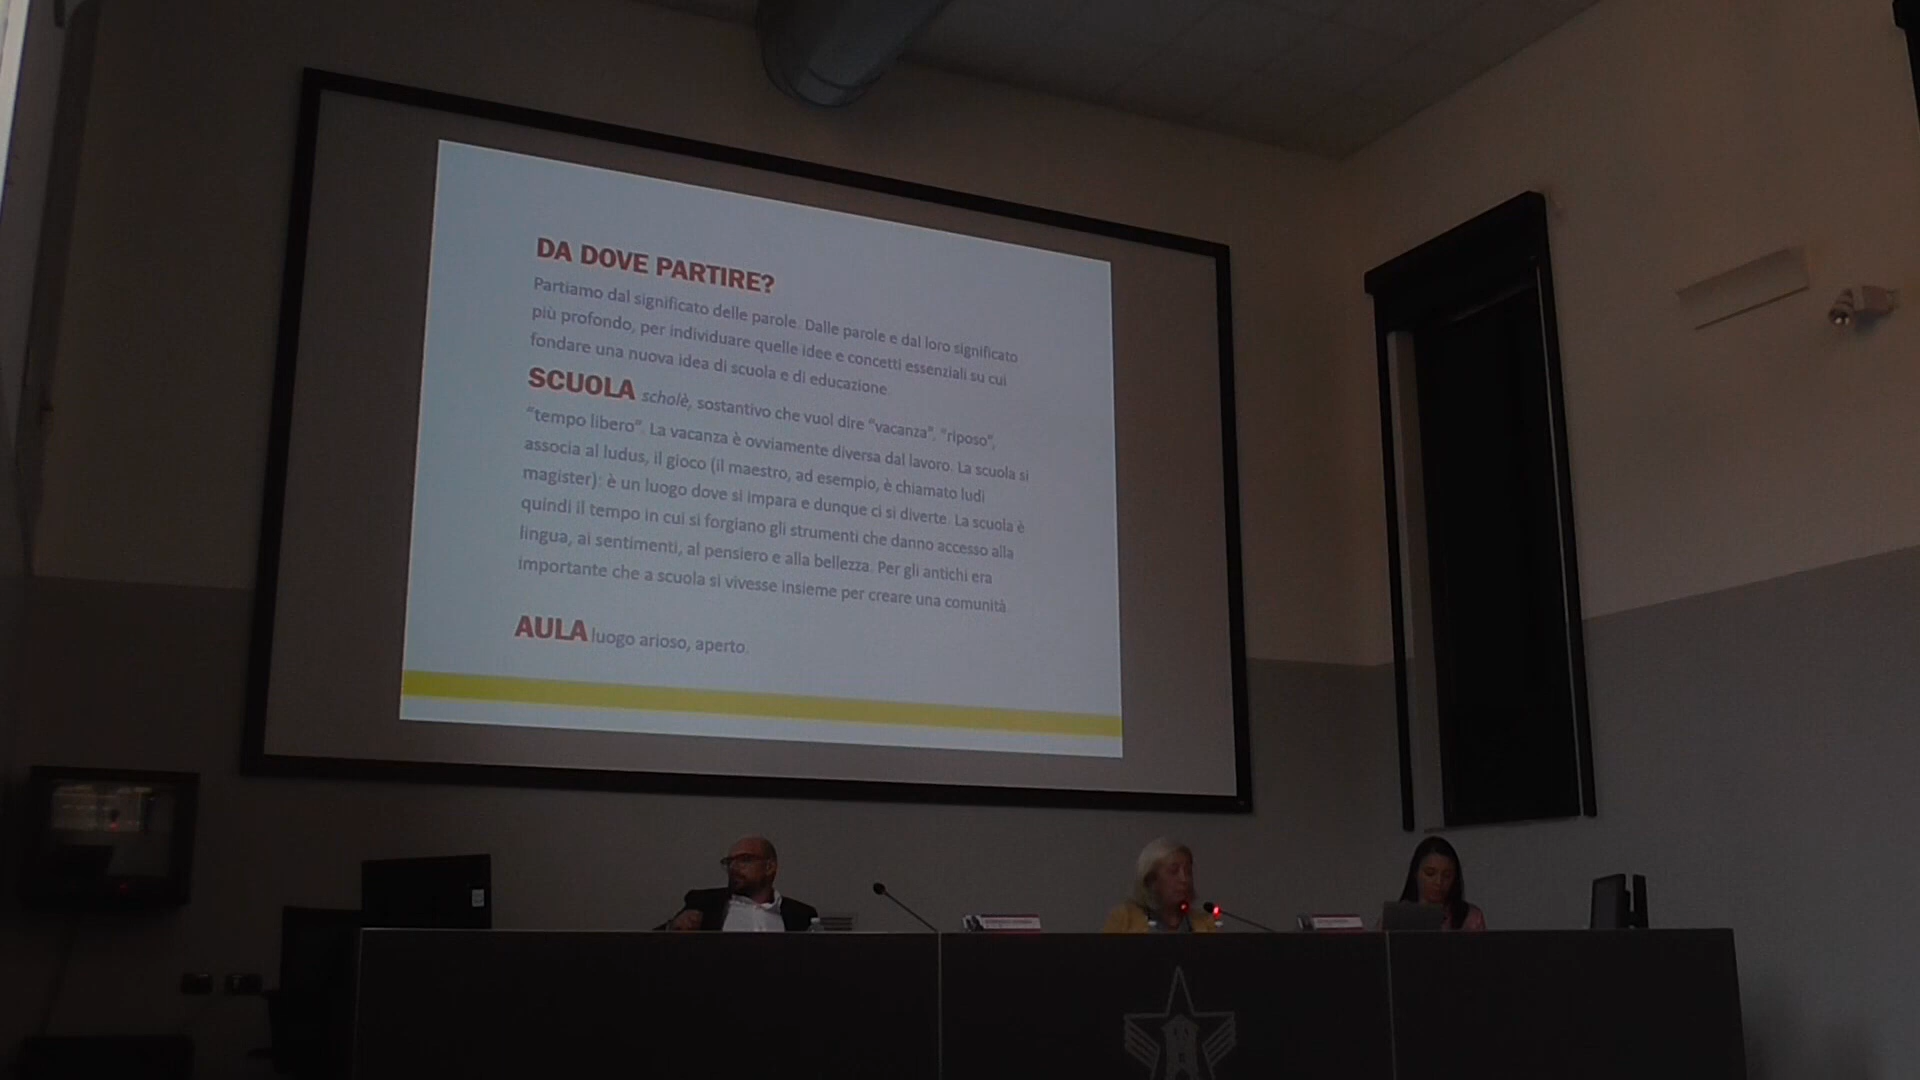 DA DOVE PARTIRE?
Partiamo dal significato delle parole. Dalle parole e dal loro significato
più profondo, per individuare quelle idee e concetti essenziali su cui
fondare una nuova idea di scuola e di educazione
SCUOLA scholè, sostantivo che vuol dire "vacanza", "riposo",
"tempo libero". La vacanza è ovviamente diversa dal lavoro. La scuola si
associa al ludus, il gioco (il maestro, ad esempio, è chiamato ludi
magister): è un luogo dove si impara e dunque ci si diverte. La scuola è
quindi il tempo in cui si forgiano gli strumenti che danno accesso alla
lingua, ai sentimenti, al pensiero e alla bellezza. Per gli antichi era
importante che a scuola si vivesse insieme per creare una comunità
AULA luogo arioso, aperto.